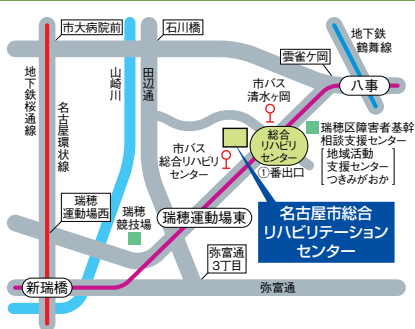 市大病院前
石川橋
地下鉄
鶴舞線
雲雀ケ岡
八事
地下鉄桜通線
名古屋環状線
山崎川
田辺通
市バス
清水ヶ岡
総合
リハビリ
センター
①番出口
瑞穂区障害者基幹
相談支援センター
地域活動
支援センター
つきみがおか
市バス
総合リハビリ
センター
瑞穂
運動場西
瑞穂
競技場
瑞穂運動場東
名古屋市総合
リハビリテーション
センター
弥富通
3丁目
新瑞橋
弥富通